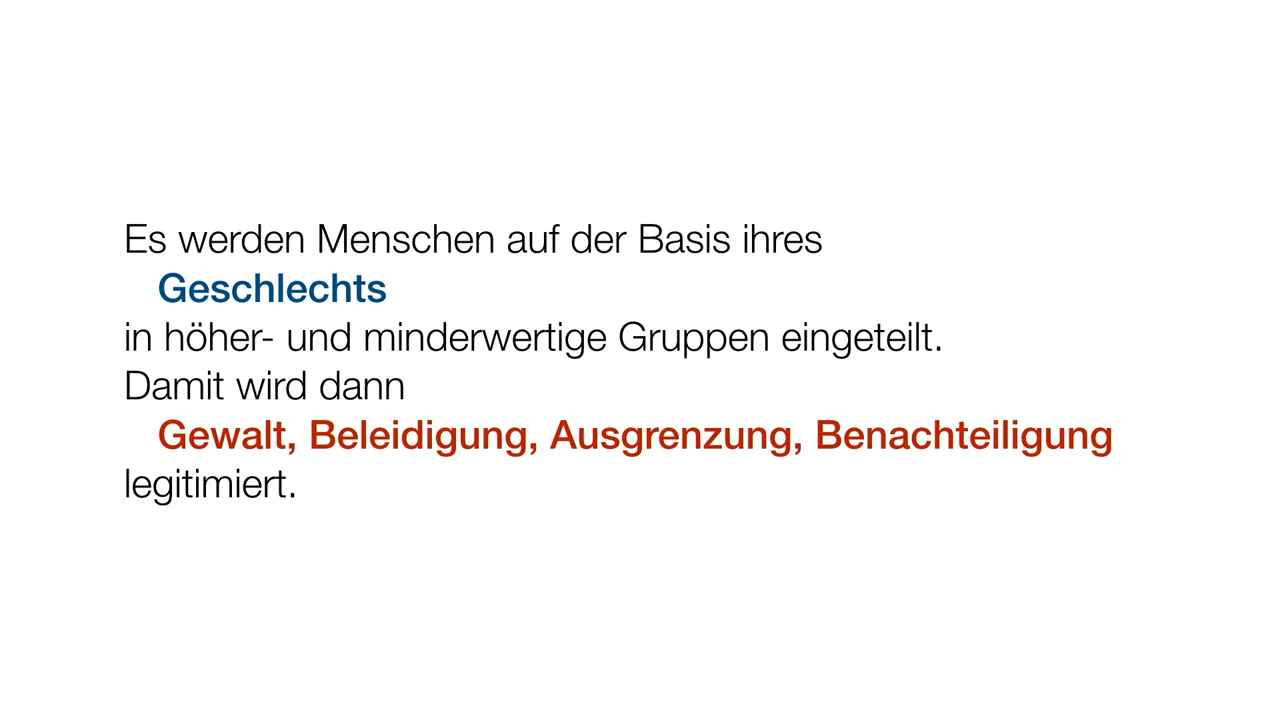 Es werden Menschen auf der Basis ihres
Geschlechts
in höher- und minderwertige Gruppen eingeteilt.
Damit wird dann
Gewalt, Beleidigung, Ausgrenzung, Benachteiligung
legitimiert.